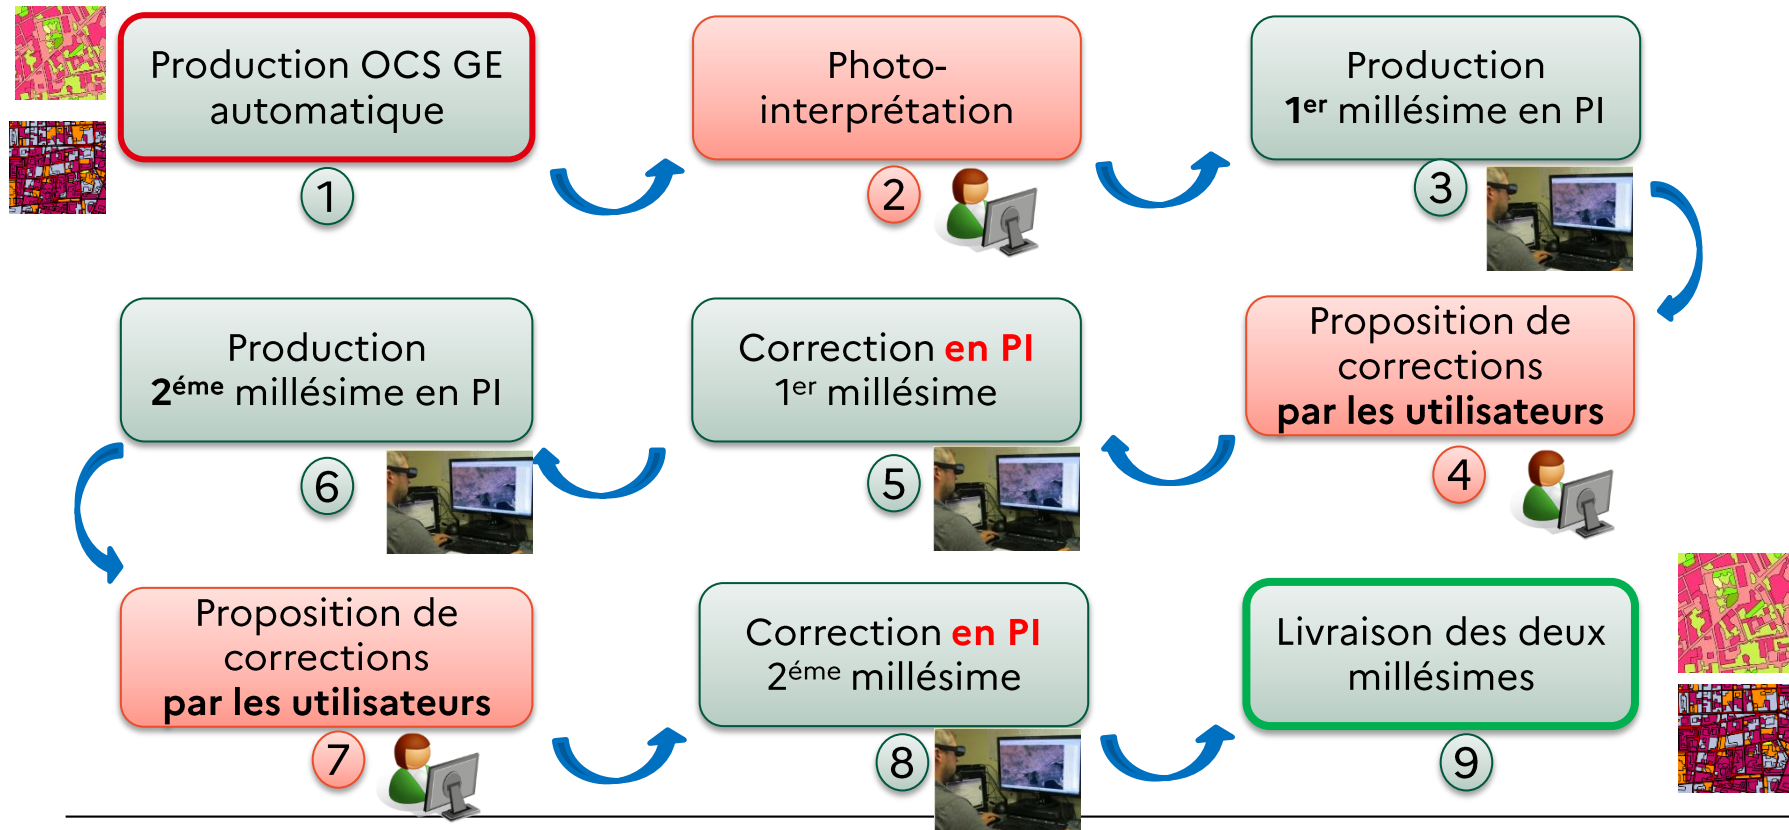 Production OCS GE
automatique
1
Photo-
interprétation
2
Production
1er millésime en PI
3
Proposition de
corrections
par les utilisateurs
4
Correction en PI
1er millésime
5
Production
2éme millésime en PI
6
Proposition de
corrections
par les utilisateurs
7
Correction en PI
2éme millésime
8
Livraison des deux
millésimes
9